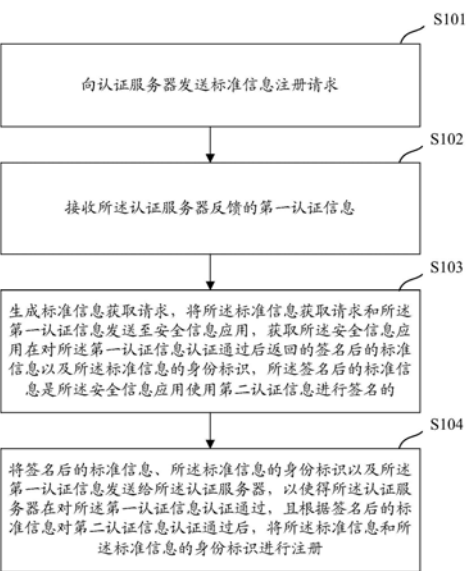 S101
向认证服务器发送标准信息注册请求
S102
接收所述认证服务器反馈的第一认证信息
S103
生成标准信息获取请求，将所述标准信息获取请求和所述
第一认证信息发送至安全信息应用，获取所述安全信息应
用在对所述第一认证信息认证通过后返回的签名后的标准
信息以及所述标准信息的身份标识，所述签名后的标准信
息是所述安全信息应用使用第二认证信息进行签名的
S104
将签名后的标准信息、所述标准信息的身份标识以及所述
第一认证信息发送给所述认证服务器，以使得所述认证服
务器在对所述第一认证信息认证通过，且根据签名后的标
准信息对第二认证信息认证通过后，将所述标准信息和所
述标准信息的身份标识进行注册